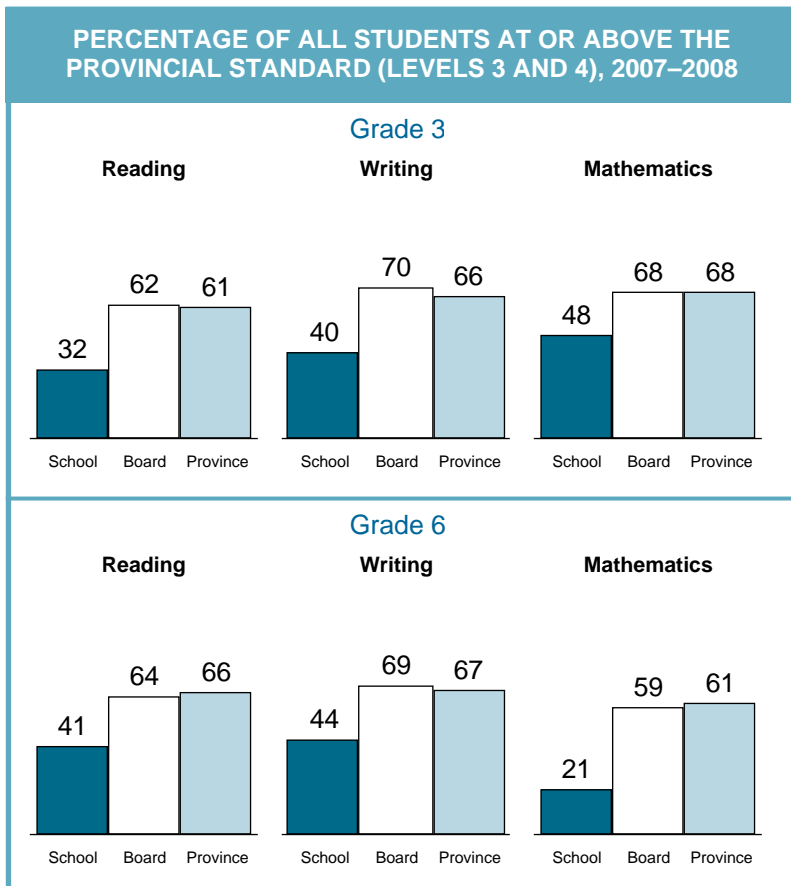 PERCENTAGE OF ALL STUDENTS AT OR ABOVE THE
PROVINCIAL STANDARD (LEVELS 3 AND 4), 2007–2008
Grade 3
Reading Writing Mathematics
32 62 61 40 70 66 48 68 68
School Board Province School Board Province School Board Province
Grade 6
Reading Writing Mathematics
41 64 66 44 69 67 21 59 61
School Board Province School Board Province School Board Province